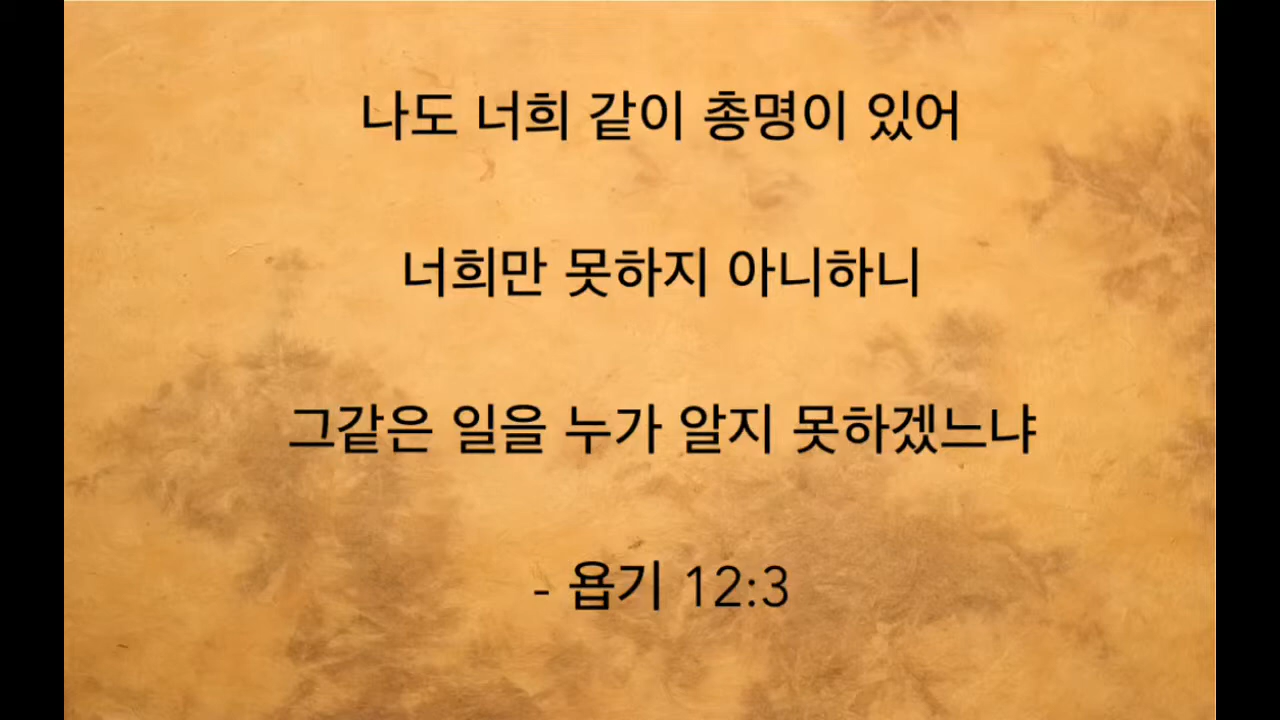 나도 너희 같이 총명이 있어
너희만 못하지 아니하니
그같은 일을 누가 알지 못하겠느냐
- 욥기 12:3